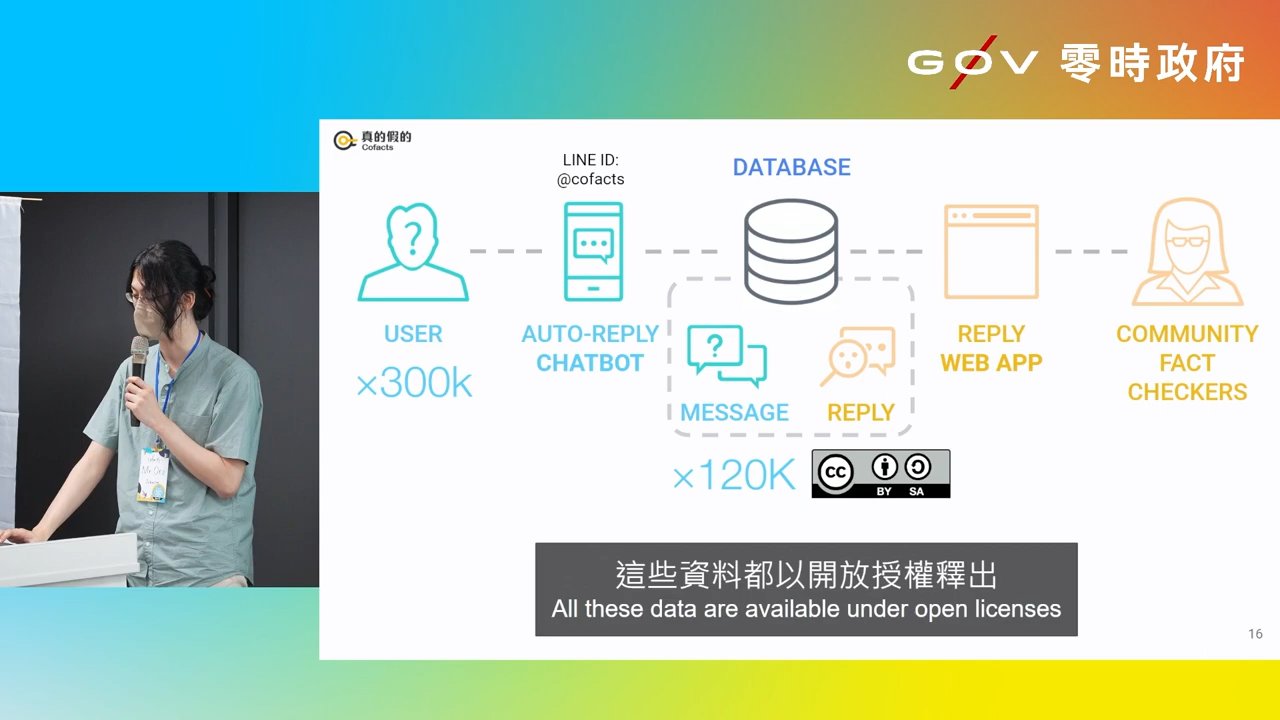 G0V 零時政府
真的假的
Cofacts
LINE ID:
@cofacts
DATABASE
USER
×300k
AUTO-REPLY
CHATBOT
MESSAGE
REPLY
×120K
CC
BY SA
REPLY
WEB APP
COMMUNITY
FACT
CHECKERS
這些資料都以開放授權釋出
All these data are available under open licenses
16